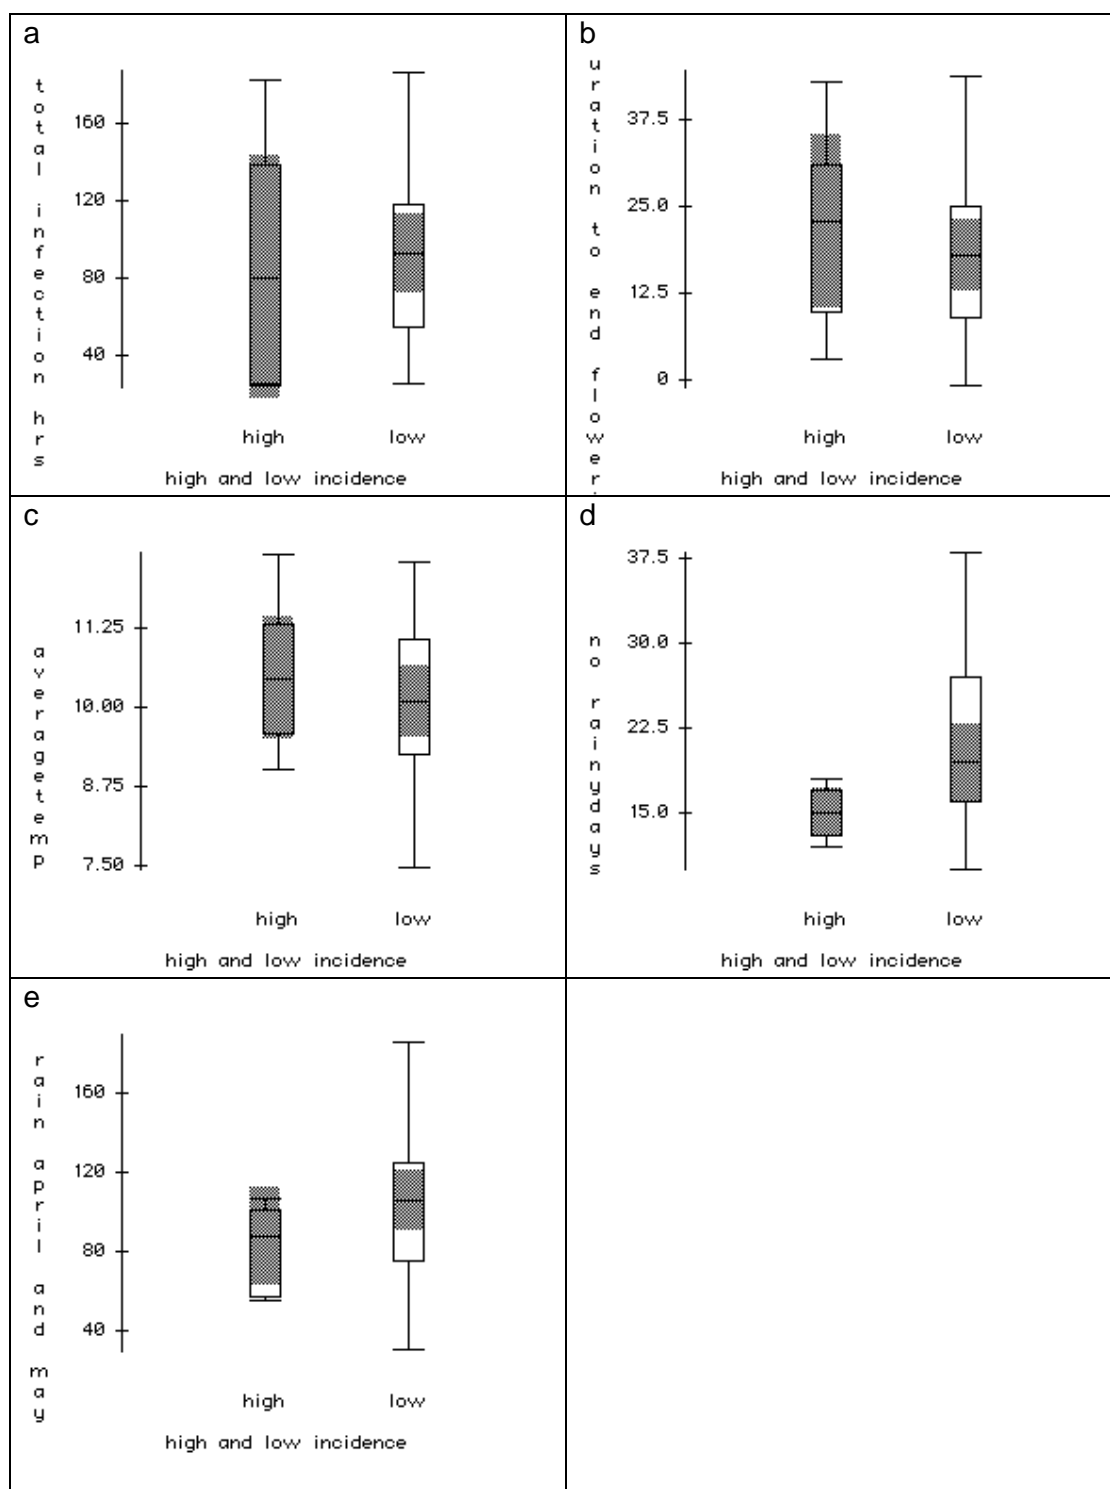 a
total infection hrs
160
120
80
40
high low
high and low incidence
b
uration to end floweri
37.5
25.0
12.5
0
high low
high and low incidence
c
averagetemp
11.25
10.00
8.75
7.50
high low
high and low incidence
d
no rainydays
37.5
30.0
22.5
15.0
high low
high and low incidence
e
rain april and may
160
120
80
40
high low
high and low incidence